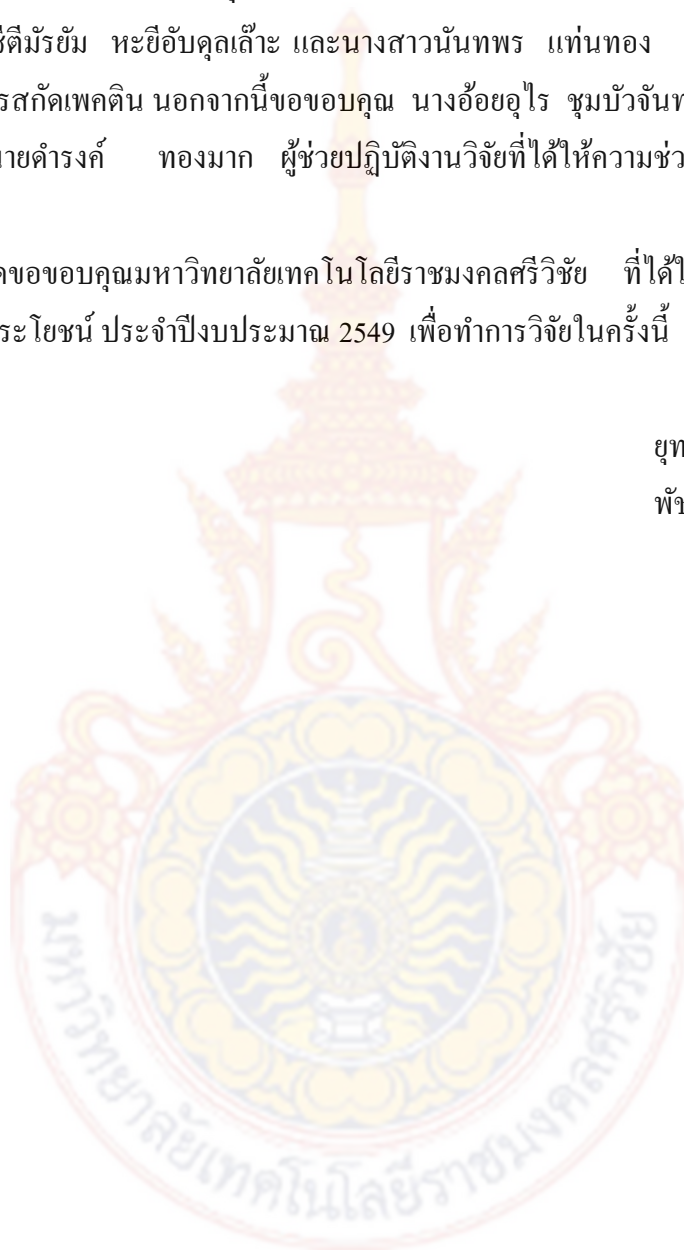 ซีตีมัรยัม หะยีอับดุลเล๊าะ และนางสาวนันทพร แท่นทอง
รสกัดเพคติน นอกจากนี้ขอขอบคุณ นางอ้อยอุไร ชุมบัวจันท
นายดำรงค์ ทองมาก ผู้ช่วยปฏิบัติงานวิจัยที่ได้ให้ความช่ว
ดขอขอบคุณมหาวิทยาลัยเทคโนโลยีราชมงคลศรีวิชัย ที่ได้ใ
ระโยชน์ ประจำปีงบประมาณ 2549 เพื่อทำการวิจัยในครั้งนี้
ยุท
พัช
มหาวิทยาลัยเทคโนโลยีราชมงคลศรีวิชัย